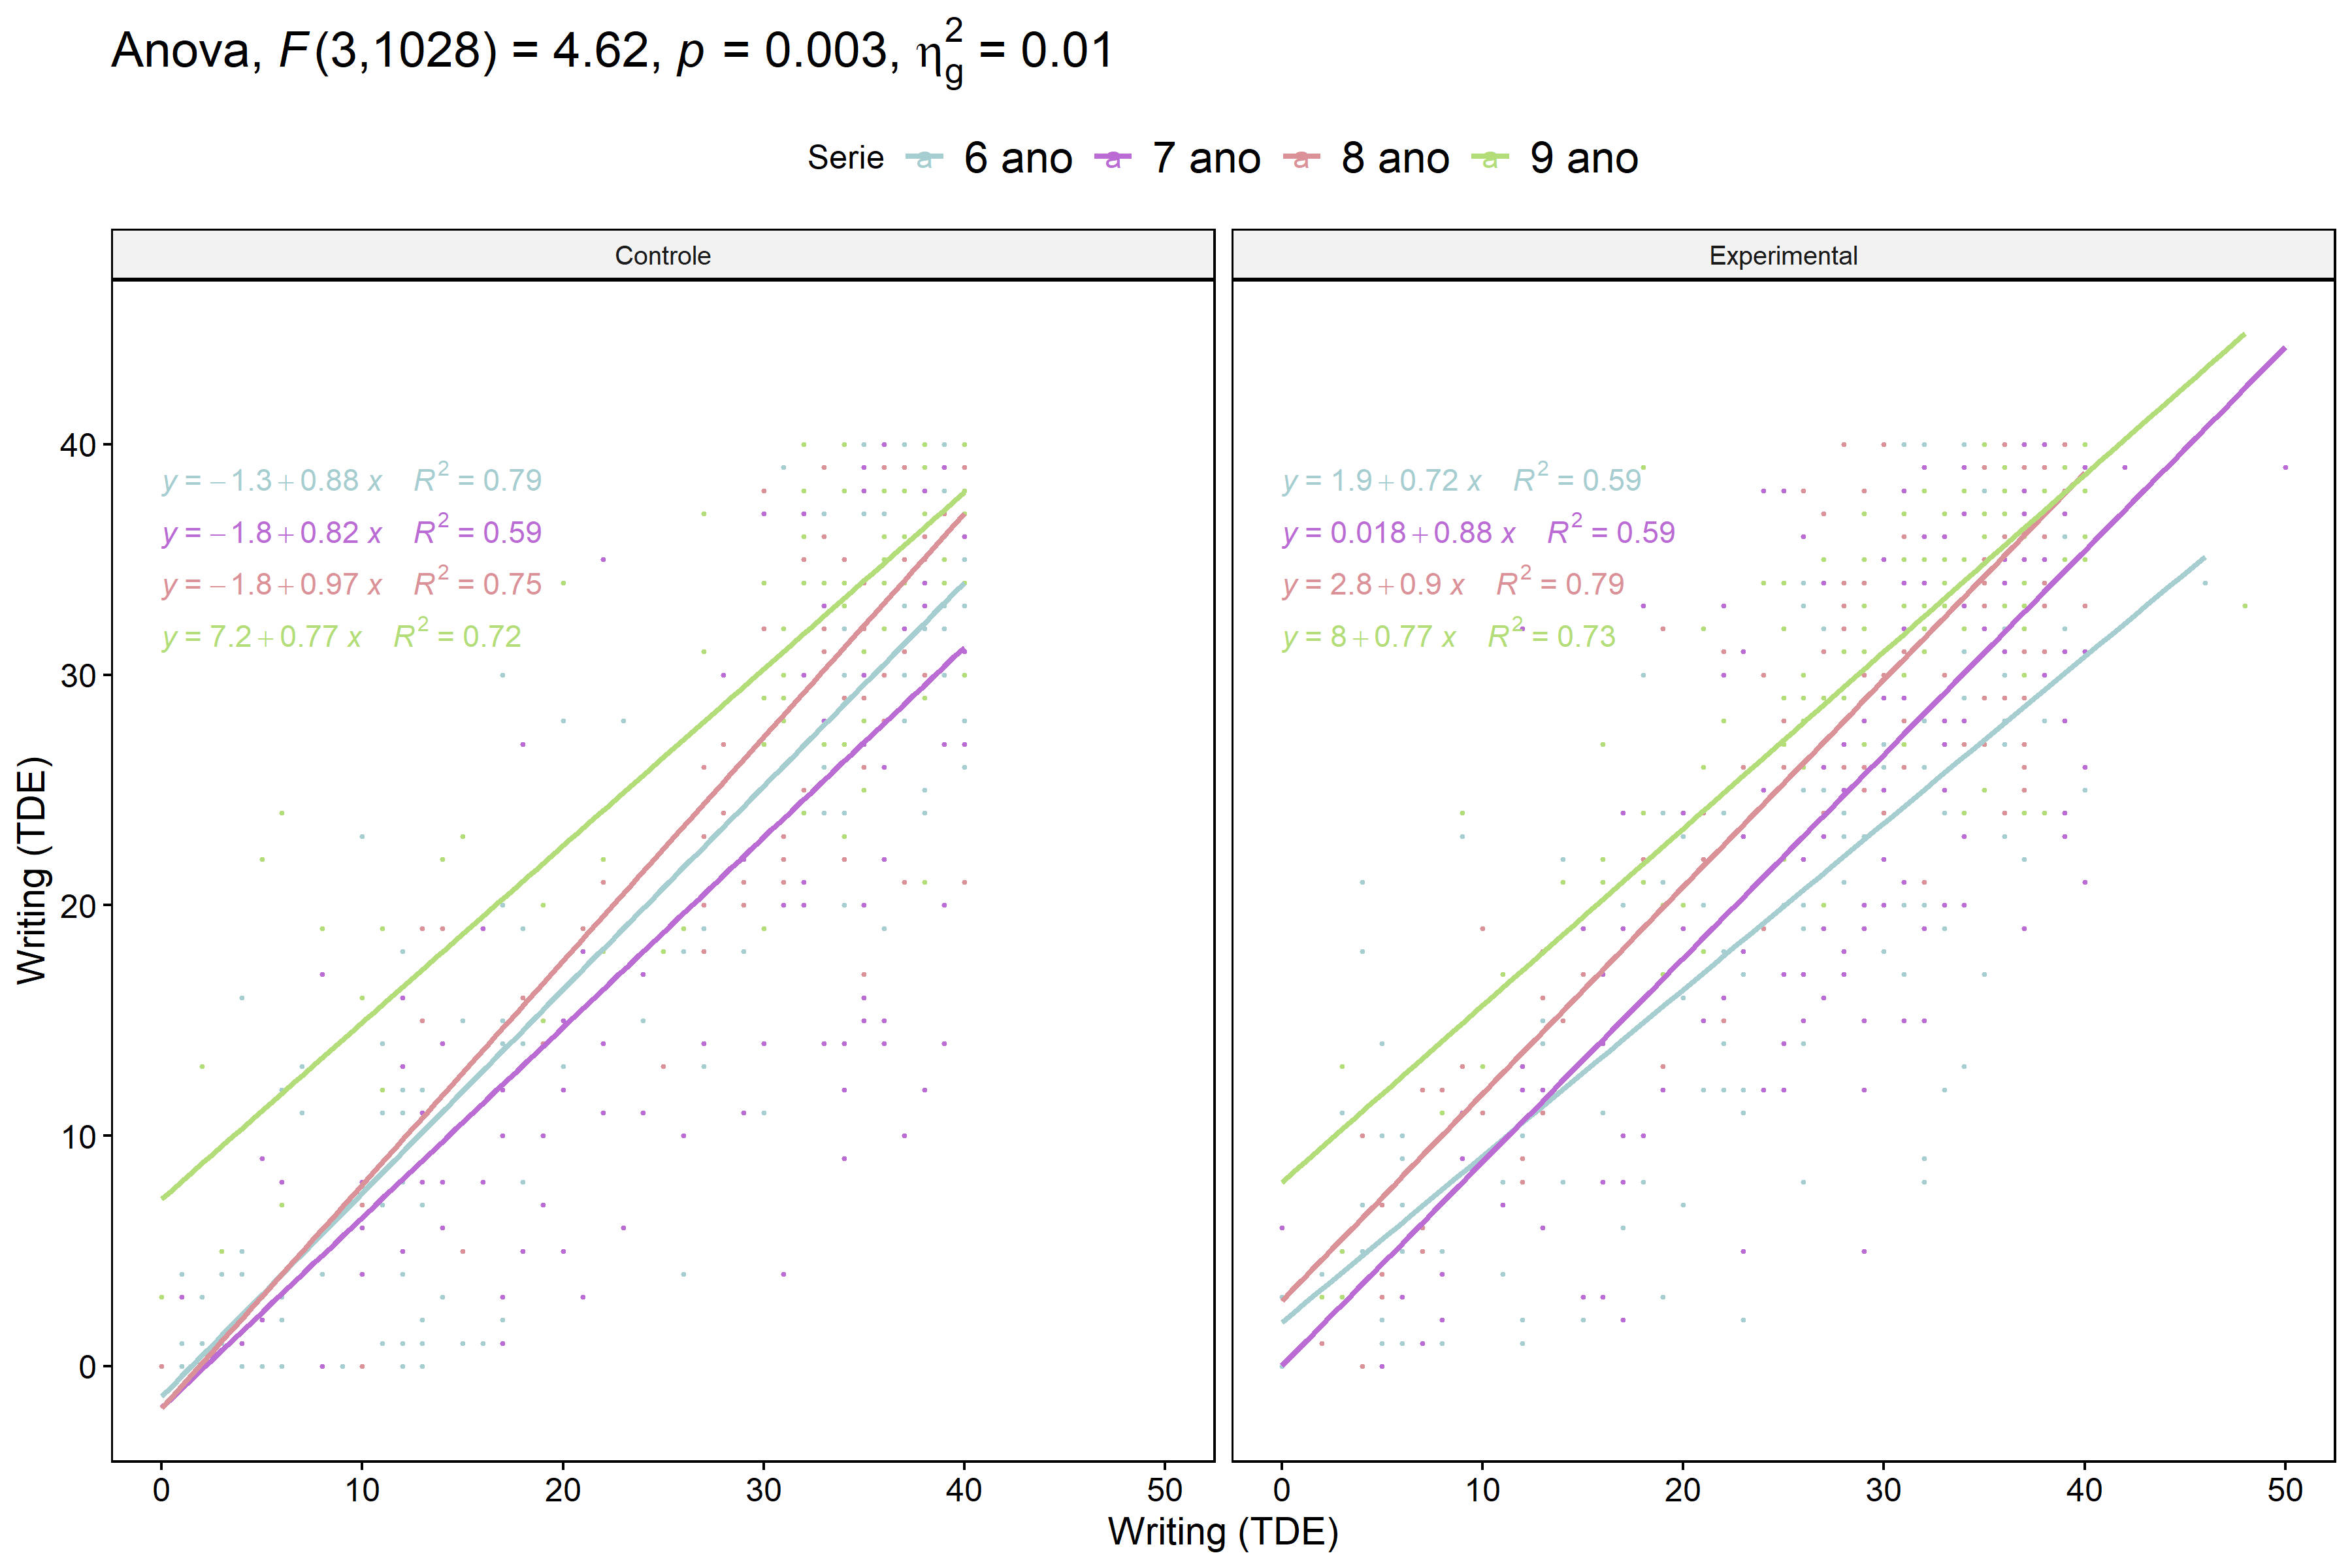 Anova, F(3,1028) = 4.62, p = 0.003, η²g = 0.01
Serie a 6 ano a 7 ano a 8 ano a 9 ano
Controle
Experimental
y = −1.3+0.88 x R² = 0.79
y = −1.8+0.82 x R² = 0.59
y = −1.8+0.97 x R² = 0.75
y = 7.2+0.77 x R² = 0.72
y = 1.9+0.72 x R² = 0.59
y = 0.018+0.88 x R² = 0.59
y = 2.8+0.9 x R² = 0.79
y = 8+0.77 x R² = 0.73
Writing (TDE)
40
30
20
10
0
0 10 20 30 40 50
0 10 20 30 40 50
Writing (TDE)